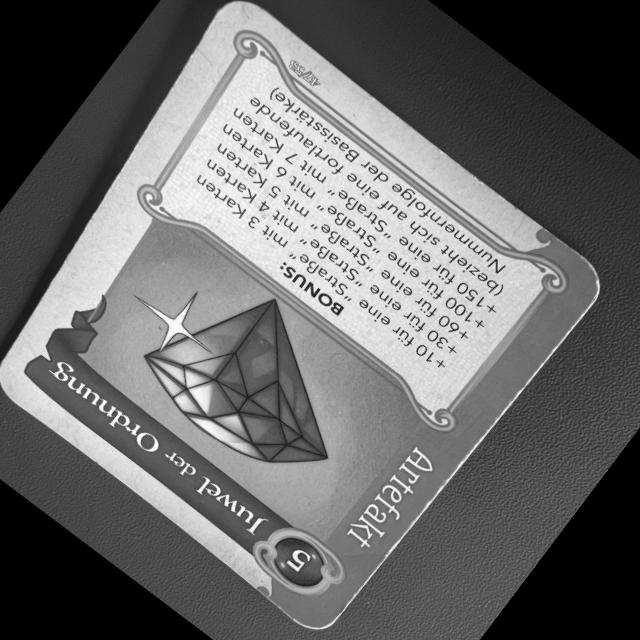 5
Juwel der Ordnung
Artefakt
BONUS:
+10 für eine ‚Straße‘ mit 3 Karten
+30 für eine ‚Straße‘ mit 4 Karten
+60 für eine ‚Straße‘ mit 5 Karten
+100 für eine ‚Straße‘ mit 6 Karten
+150 für eine ‚Straße‘ mit 7 Karten
(bezieht sich auf eine fortlaufende
Nummernfolge der Basisstärke)